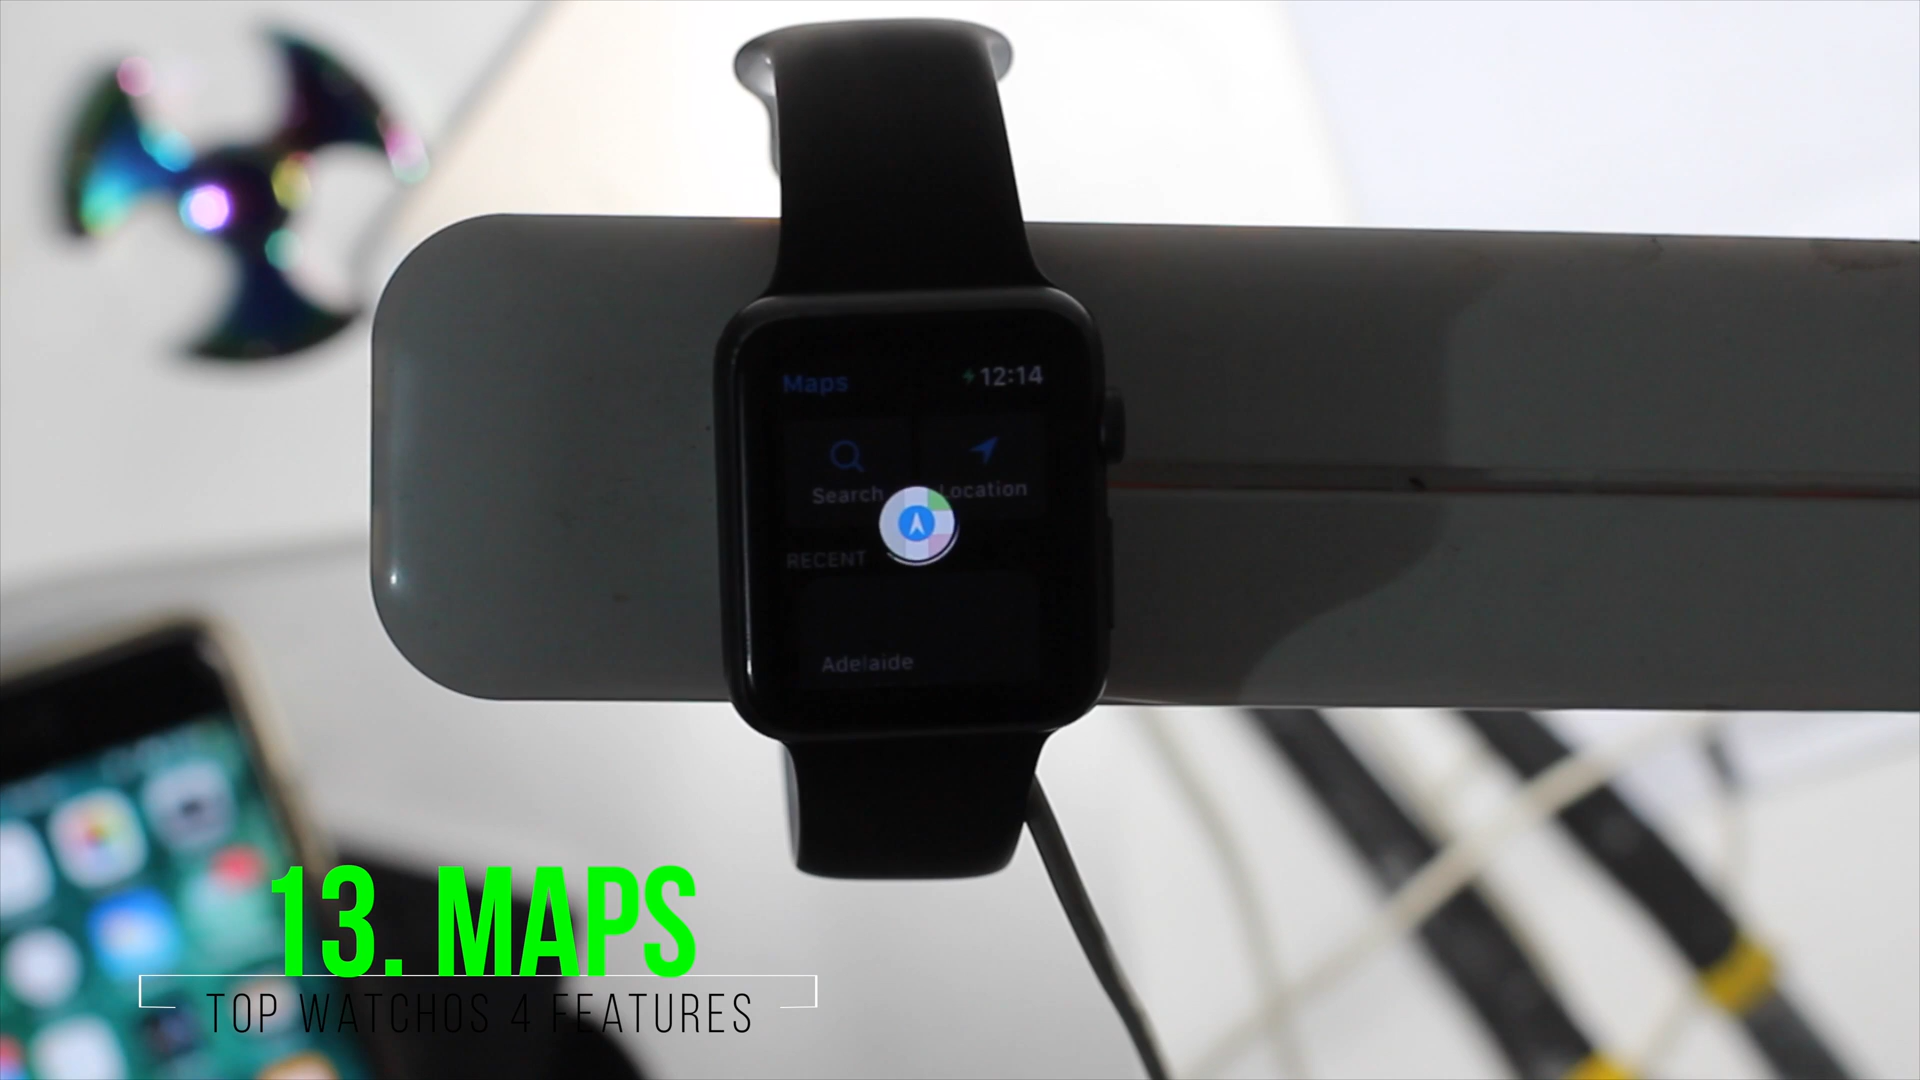 Maps
12:14
Search
Location
RECENT
Adelaide
13. MAPS
TOP WATCHOS 4 FEATURES